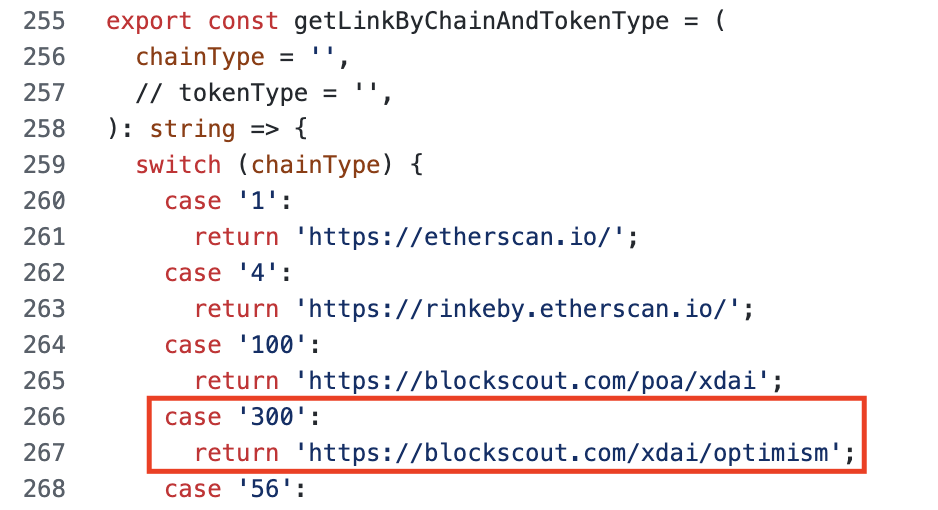 255 export const getLinkByChainAndTokenType = (
256 chainType = '',
257 // tokenType = '',
258 ): string => {
259 switch (chainType) {
260 case '1':
261 return 'https://etherscan.io/';
262 case '4':
263 return 'https://rinkeby.etherscan.io/';
264 case '100':
265 return 'https://blockscout.com/poa/xdai';
266 case '300':
267 return 'https://blockscout.com/xdai/optimism';
268 case '56':